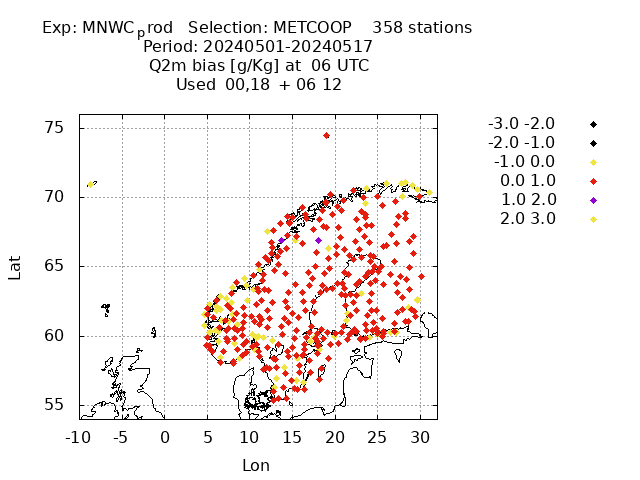 Exp: MNWCprod   Selection: METCOOP    358 stations
Period: 20240501-20240517
Q2m bias [g/Kg] at  06 UTC
Used  00,18  + 06 12
-3.0 -2.0
-2.0 -1.0
-1.0 0.0
0.0 1.0
1.0 2.0
2.0 3.0
75
70
65
60
55
Lat
-10 -5 0 5 10 15 20 25 30
Lon